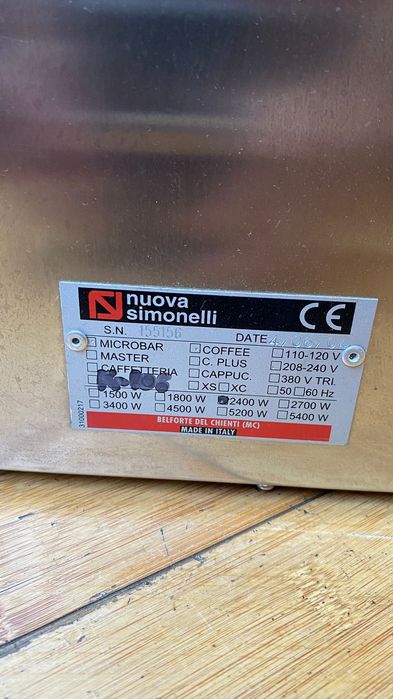 nuova
simonelli
CE
S.N. 155156
DATE
MICROBAR COFFEE 110-120 V
MASTER C. PLUS 208-240 V
CAFFETTERIA CAPPUC. 380 V TRI.
XS XC 50 60 Hz
1500 W 1800 W 2400 W 2700 W
3400 W 4500 W 5200 W 5400 W
31000217
BELFORTE DEL CHIENTI (MC)
MADE IN ITALY